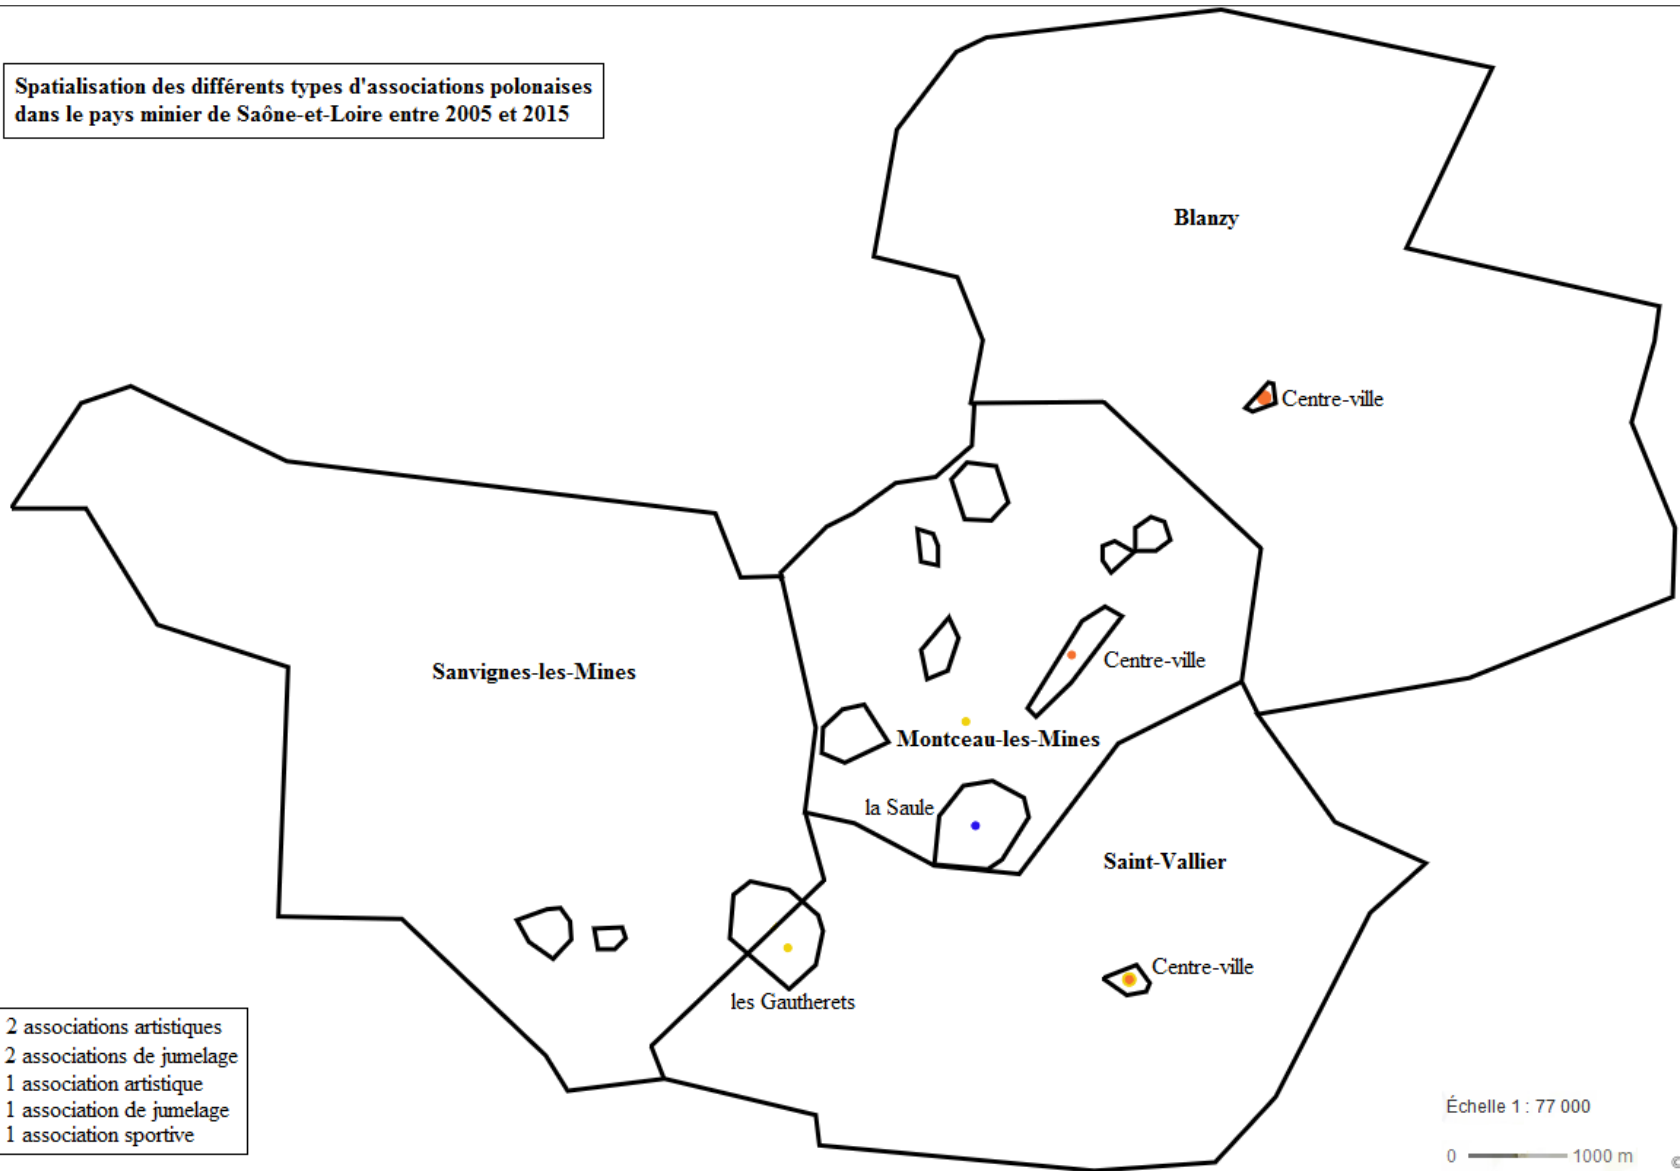 Spatialisation des différents types d'associations polonaises
dans le pays minier de Saône-et-Loire entre 2005 et 2015
Blanzy
Centre-ville
Sanvignes-les-Mines
Centre-ville
Montceau-les-Mines
la Saule
Saint-Vallier
Centre-ville
les Gautherets
2 associations artistiques
2 associations de jumelage
1 association artistique
1 association de jumelage
1 association sportive
Échelle 1 : 77 000
0 1000 m
©